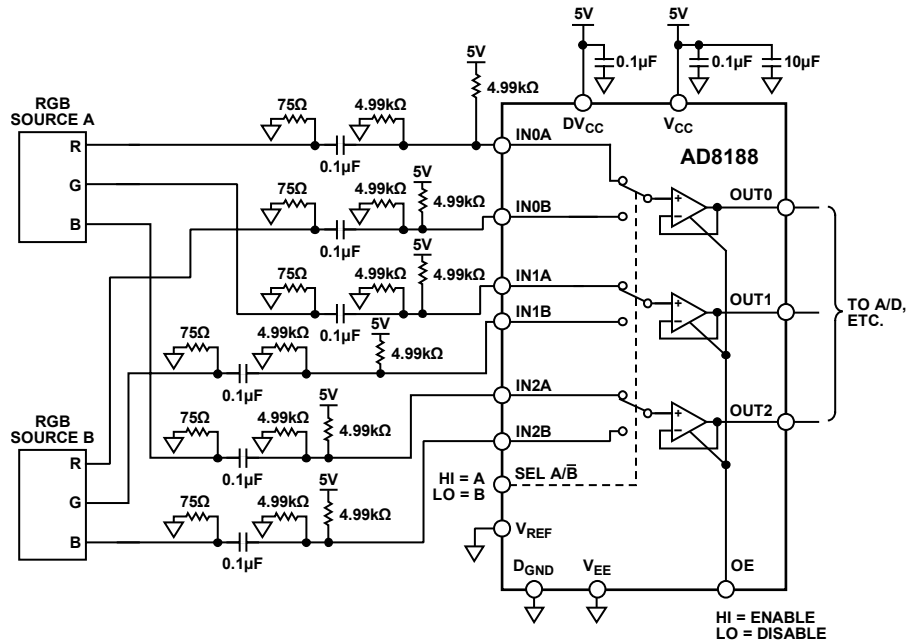 5V
5V
0.1µF
0.1µF
10µF
5V
4.99kΩ
RGB
SOURCE A
R
G
B
75Ω
4.99kΩ
0.1µF
IN0A
DVCC
VCC
AD8188
75Ω
4.99kΩ
5V
4.99kΩ
0.1µF
IN0B
OUT0
75Ω
4.99kΩ
5V
4.99kΩ
0.1µF
IN1A
OUT1
TO A/D,
ETC.
75Ω
4.99kΩ
5V
4.99kΩ
0.1µF
IN1B
75Ω
4.99kΩ
5V
4.99kΩ
0.1µF
IN2A
OUT2
RGB
SOURCE B
R
G
B
75Ω
4.99kΩ
5V
4.99kΩ
0.1µF
IN2B
HI = A
LO = B
SEL A/B̅
VREF
DGND
VEE
OE
HI = ENABLE
LO = DISABLE